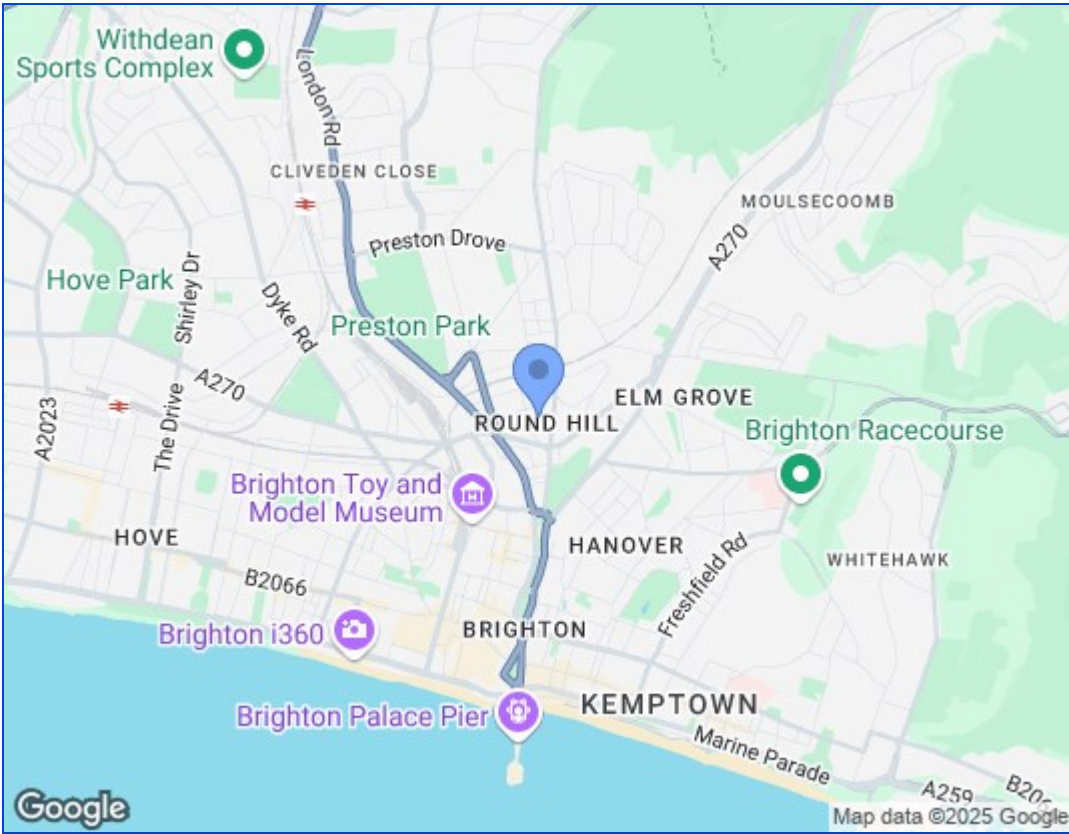 Withdean
Sports Complex
London Rd
CLIVEDEN CLOSE
MOULSECOOMB
Preston Drove
A270
Hove Park
Shirley Dr
Dyke Rd
Preston Park
A270
A2023
The Drive
ELM GROVE
ROUND HILL
Brighton Racecourse
Brighton Toy and
Model Museum
HOVE
HANOVER
Freshfield Rd
WHITEHAWK
B2066
Brighton i360
BRIGHTON
KEMPTOWN
Brighton Palace Pier
Marine Parade
A259
Google
Map data ©2025 Google